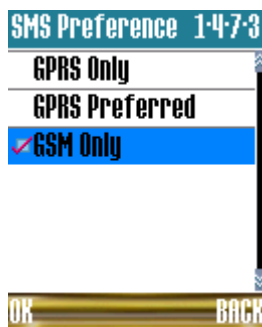 SMS Preference 1·4·7·3
GPRS Only
GPRS Preferred
GSM Only
OK BACK